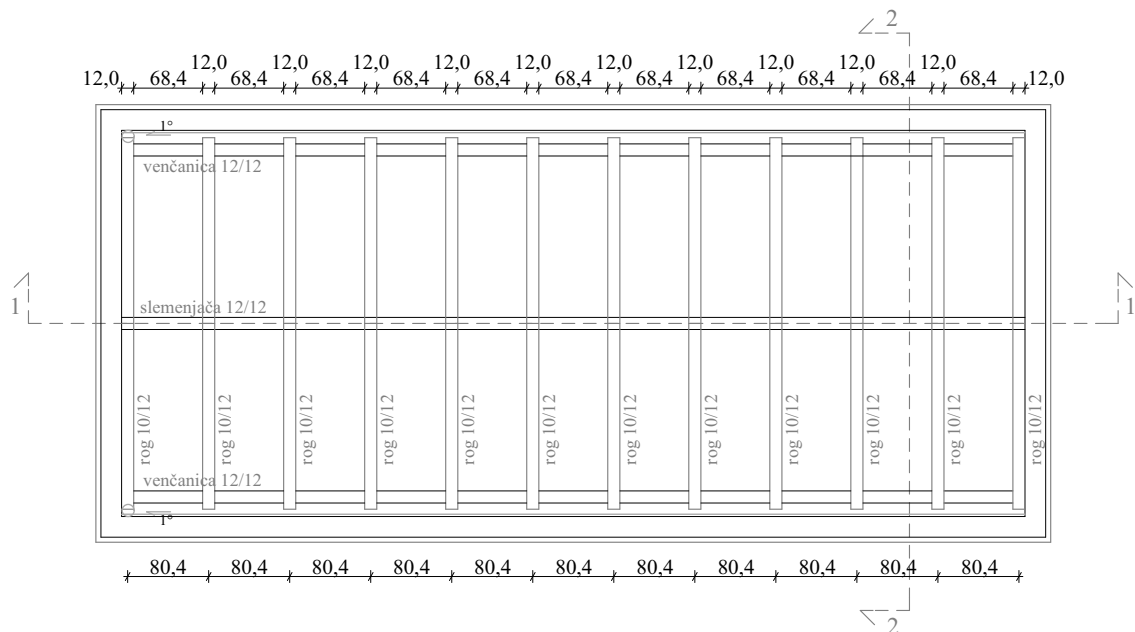 2
12,0 12,0 12,0 12,0 12,0 12,0 12,0 12,0 12,0 12,0
12,0 68,4 68,4 68,4 68,4 68,4 68,4 68,4 68,4 68,4 68,4 68,4 12,0
1°
venčanica 12/12
1 1
slemenjača 12/12
rog 10/12
rog 10/12
rog 10/12
rog 10/12
rog 10/12
rog 10/12
rog 10/12
rog 10/12
rog 10/12
rog 10/12
rog 10/12
rog 10/12
venčanica 12/12
1°
80,4 80,4 80,4 80,4 80,4 80,4 80,4 80,4 80,4 80,4 80,4
2